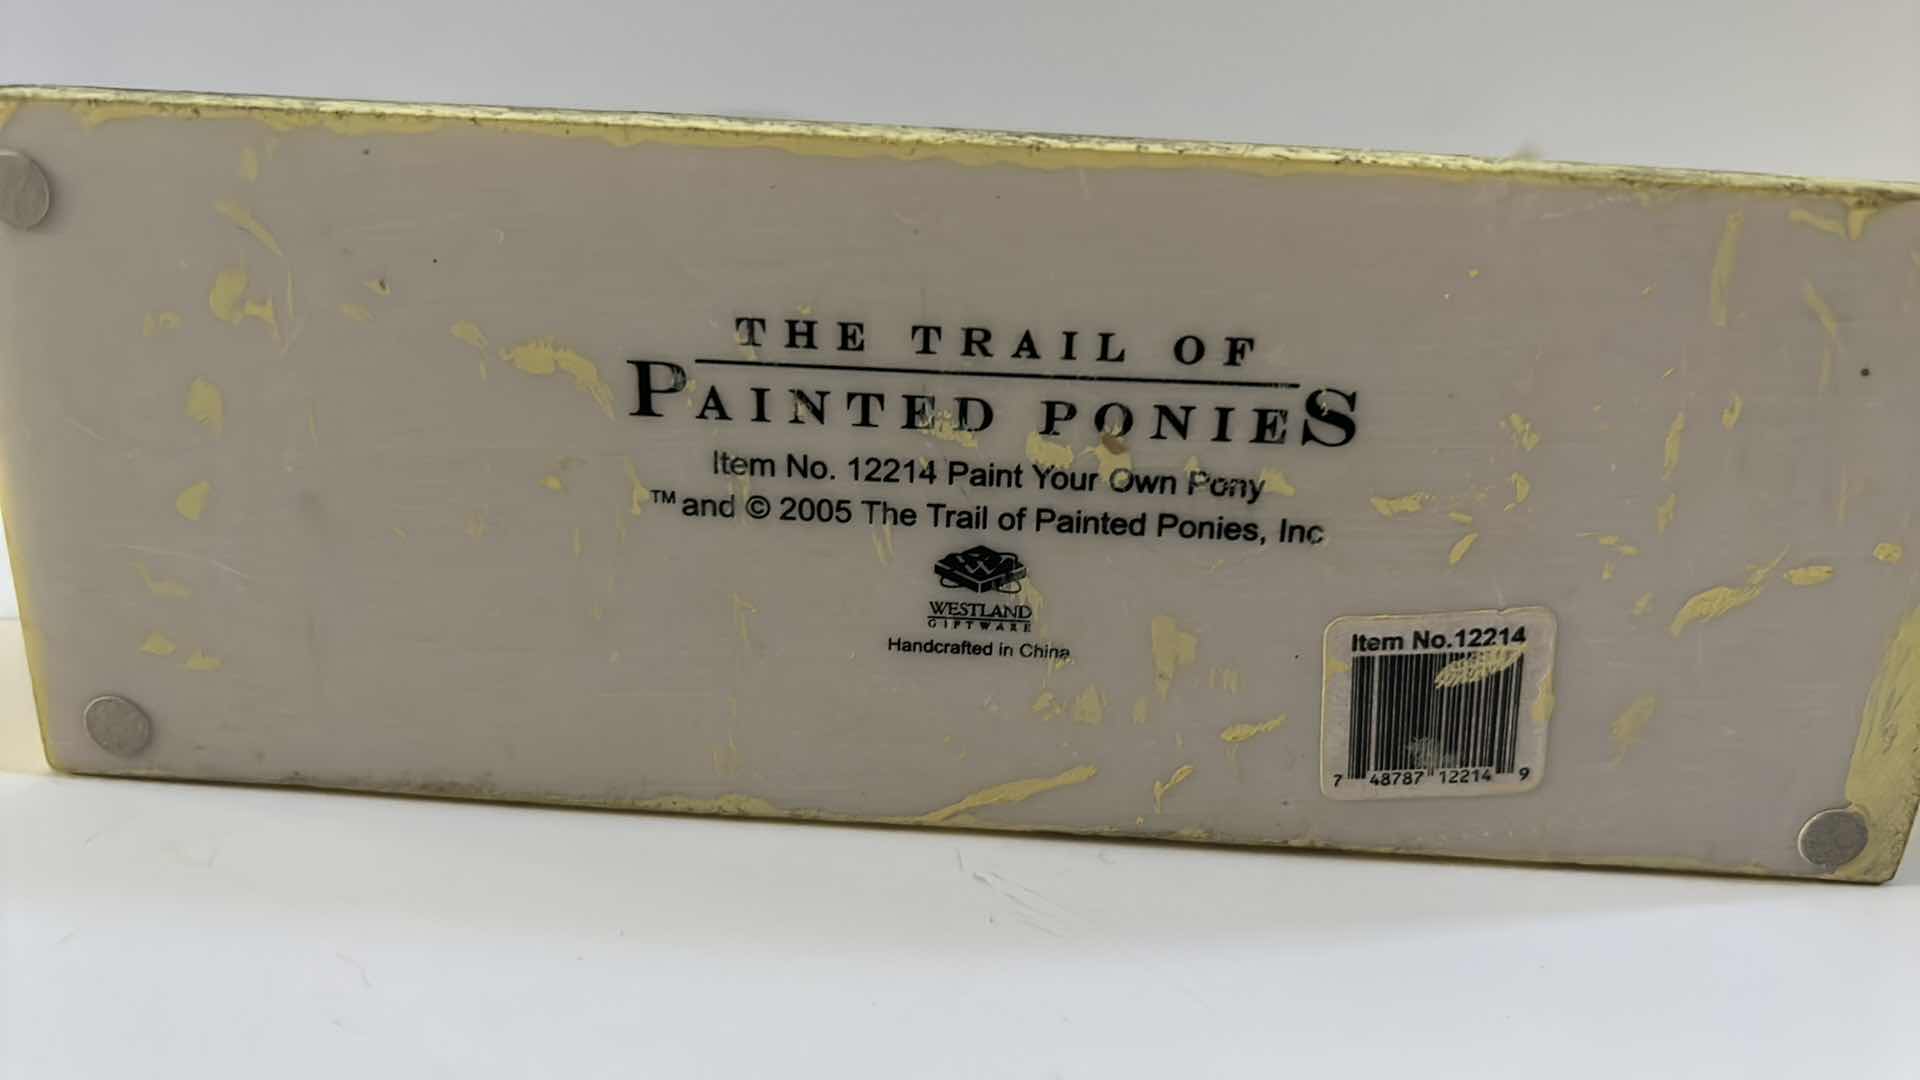 THE TRAIL OF
PAINTED PONIES
Item No. 12214 Paint Your Own Pony
™ and © 2005 The Trail of Painted Ponies, Inc
W
WESTLAND
GIFTWARE
Handcrafted in China
Item No.12214
7 48787 12214 9